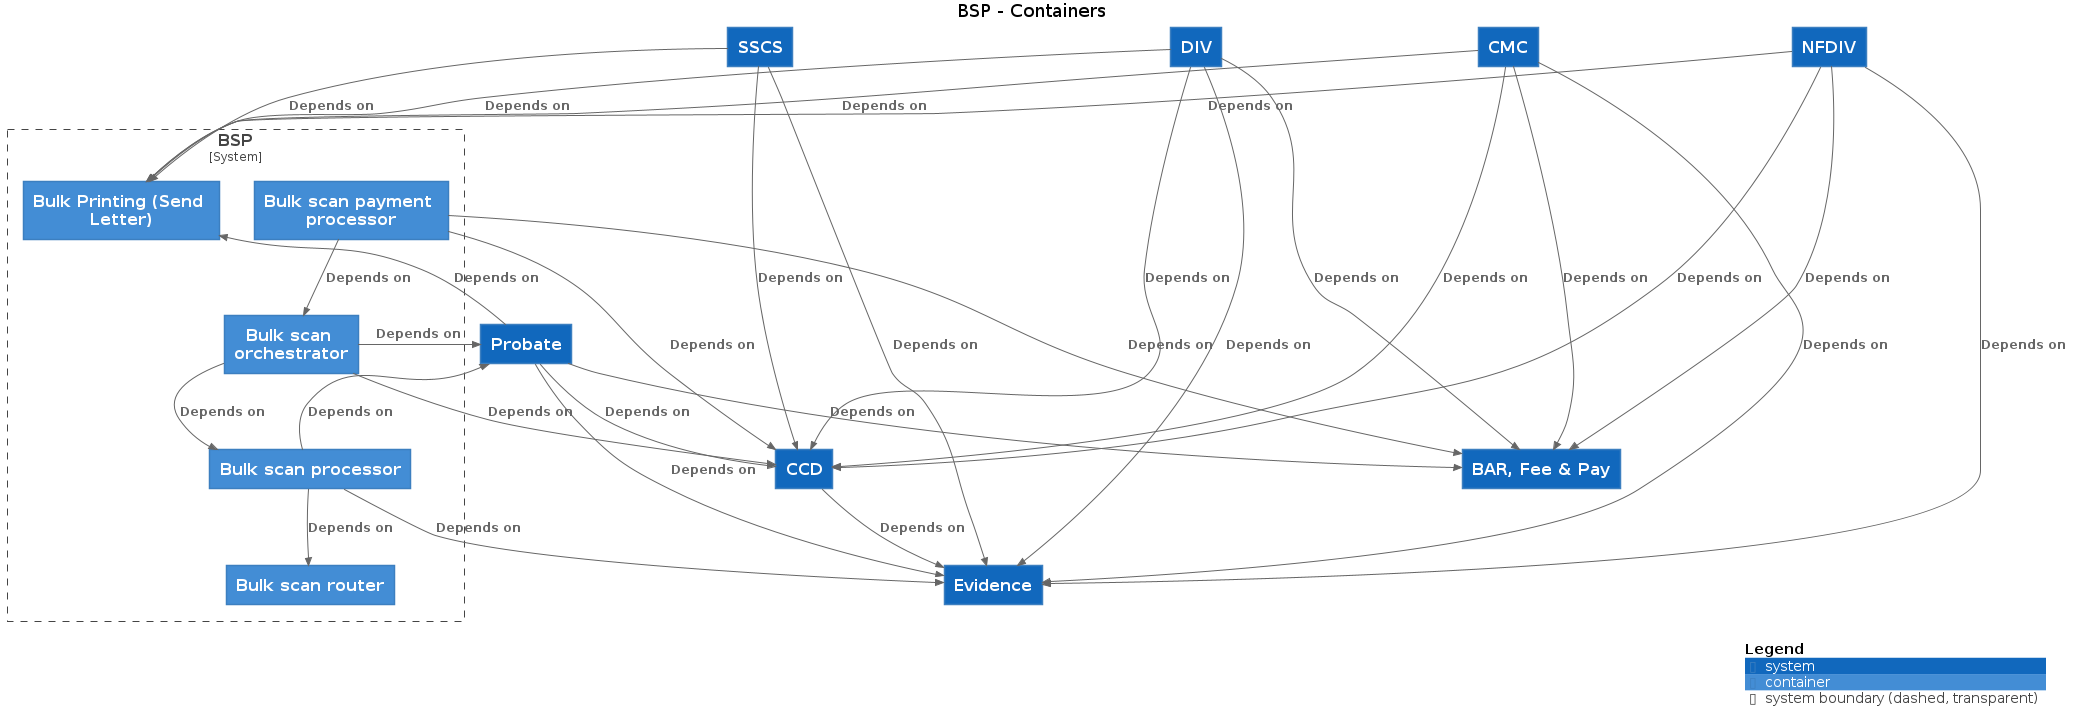 BSP - Containers
SSCS
DIV
CMC
NFDIV
Depends on
Depends on
Depends on
Depends on
BSP
[System]
Bulk Printing (Send
Letter)
Bulk scan payment
processor
Depends on
Depends on
Depends on
Depends on
Depends on
Depends on
Depends on
Depends on
Depends on
Bulk scan
orchestrator
Depends on
Probate
Depends on
Depends on
Depends on
Depends on
Depends on
Depends on
Depends on
Depends on
Depends on
Depends on
Bulk scan processor
Depends on
CCD
BAR, Fee & Pay
Depends on
Depends on
Depends on
Bulk scan router
Evidence
Legend
system
container
system boundary (dashed, transparent)